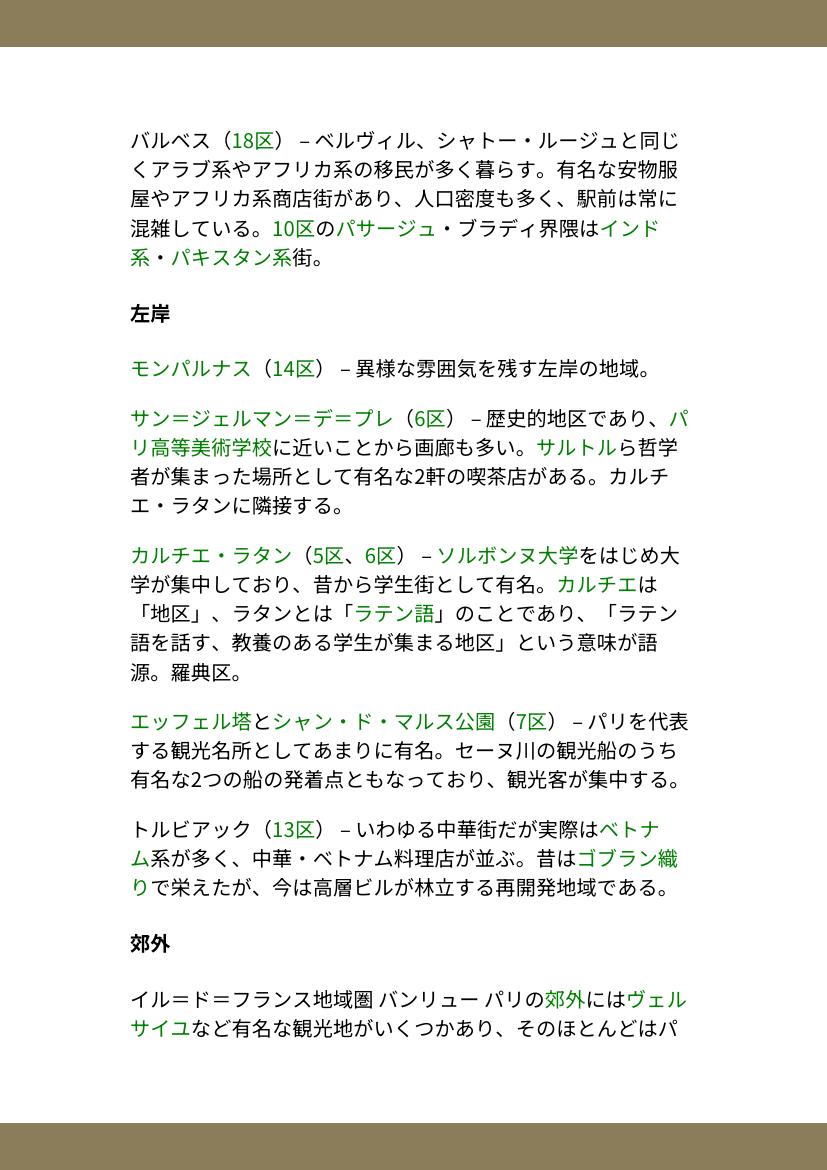 バルベス（18区） – ベルヴィル、シャトー・ルージュと同じ
くアラブ系やアフリカ系の移民が多く暮らす。有名な安物服
屋やアフリカ系商店街があり、人口密度も多く、駅前は常に
混雑している。10区のパサージュ・ブラディ界隈はインド
系・パキスタン系街。
左岸
モンパルナス（14区） – 異様な雰囲気を残す左岸の地域。
サン＝ジェルマン＝デ＝プレ（6区） – 歴史的地区であり、パ
リ高等美術学校に近いことから画廊も多い。サルトルら哲学
者が集まった場所として有名な2軒の喫茶店がある。カルチ
エ・ラタンに隣接する。
カルチエ・ラタン（5区、6区） – ソルボンヌ大学をはじめ大
学が集中しており、昔から学生街として有名。カルチエは
「地区」、ラタンとは「ラテン語」のことであり、「ラテン
語を話す、教養のある学生が集まる地区」という意味が語
源。羅典区。
エッフェル塔とシャン・ド・マルス公園（7区） – パリを代表
する観光名所としてあまりに有名。セーヌ川の観光船のうち
有名な2つの船の発着点ともなっており、観光客が集中する。
トルビアック（13区） – いわゆる中華街だが実際はベトナ
ム系が多く、中華・ベトナム料理店が並ぶ。昔はゴブラン織
りで栄えたが、今は高層ビルが林立する再開発地域である。
郊外
イル＝ド＝フランス地域圏 バンリュー パリの郊外にはヴェル
サイユなど有名な観光地がいくつかあり、そのほとんどはパ